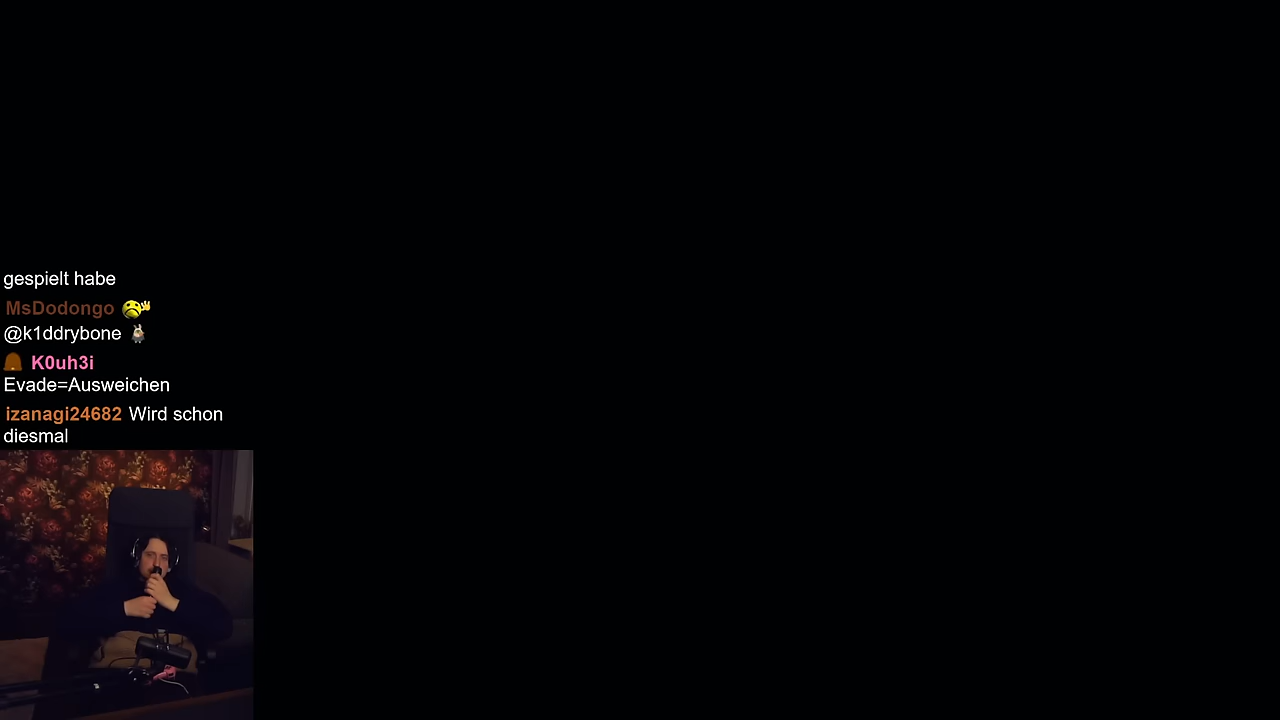 gespielt habe
MsDodongo
@k1ddrybone
K0uh3i
Evade=Ausweichen
izanagi24682 Wird schon
diesmal